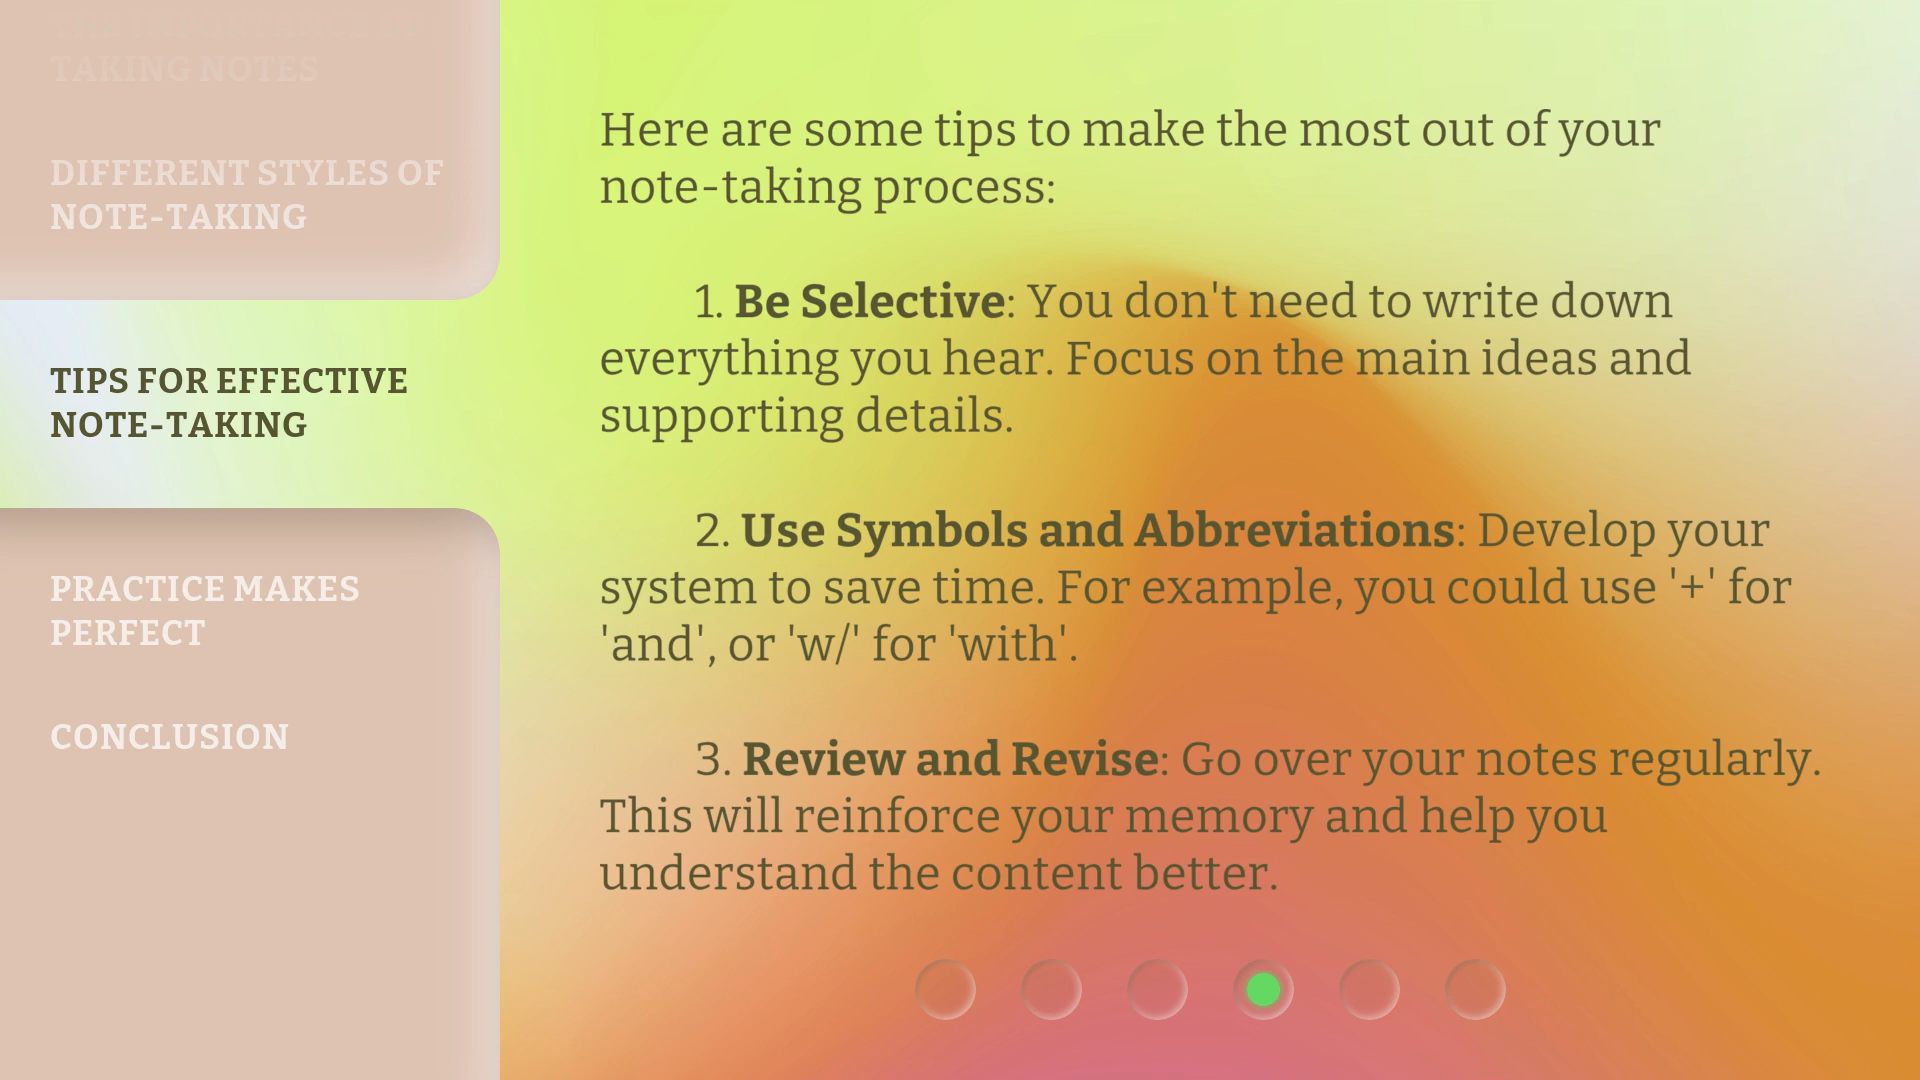 THE IMPORTANCE OF
TAKING NOTES
DIFFERENT STYLES OF
NOTE-TAKING
TIPS FOR EFFECTIVE
NOTE-TAKING
PRACTICE MAKES
PERFECT
CONCLUSION
Here are some tips to make the most out of your
note-taking process:
1. Be Selective: You don't need to write down
everything you hear. Focus on the main ideas and
supporting details.
2. Use Symbols and Abbreviations: Develop your
system to save time. For example, you could use '+' for
'and', or 'w/' for 'with'.
3. Review and Revise: Go over your notes regularly.
This will reinforce your memory and help you
understand the content better.